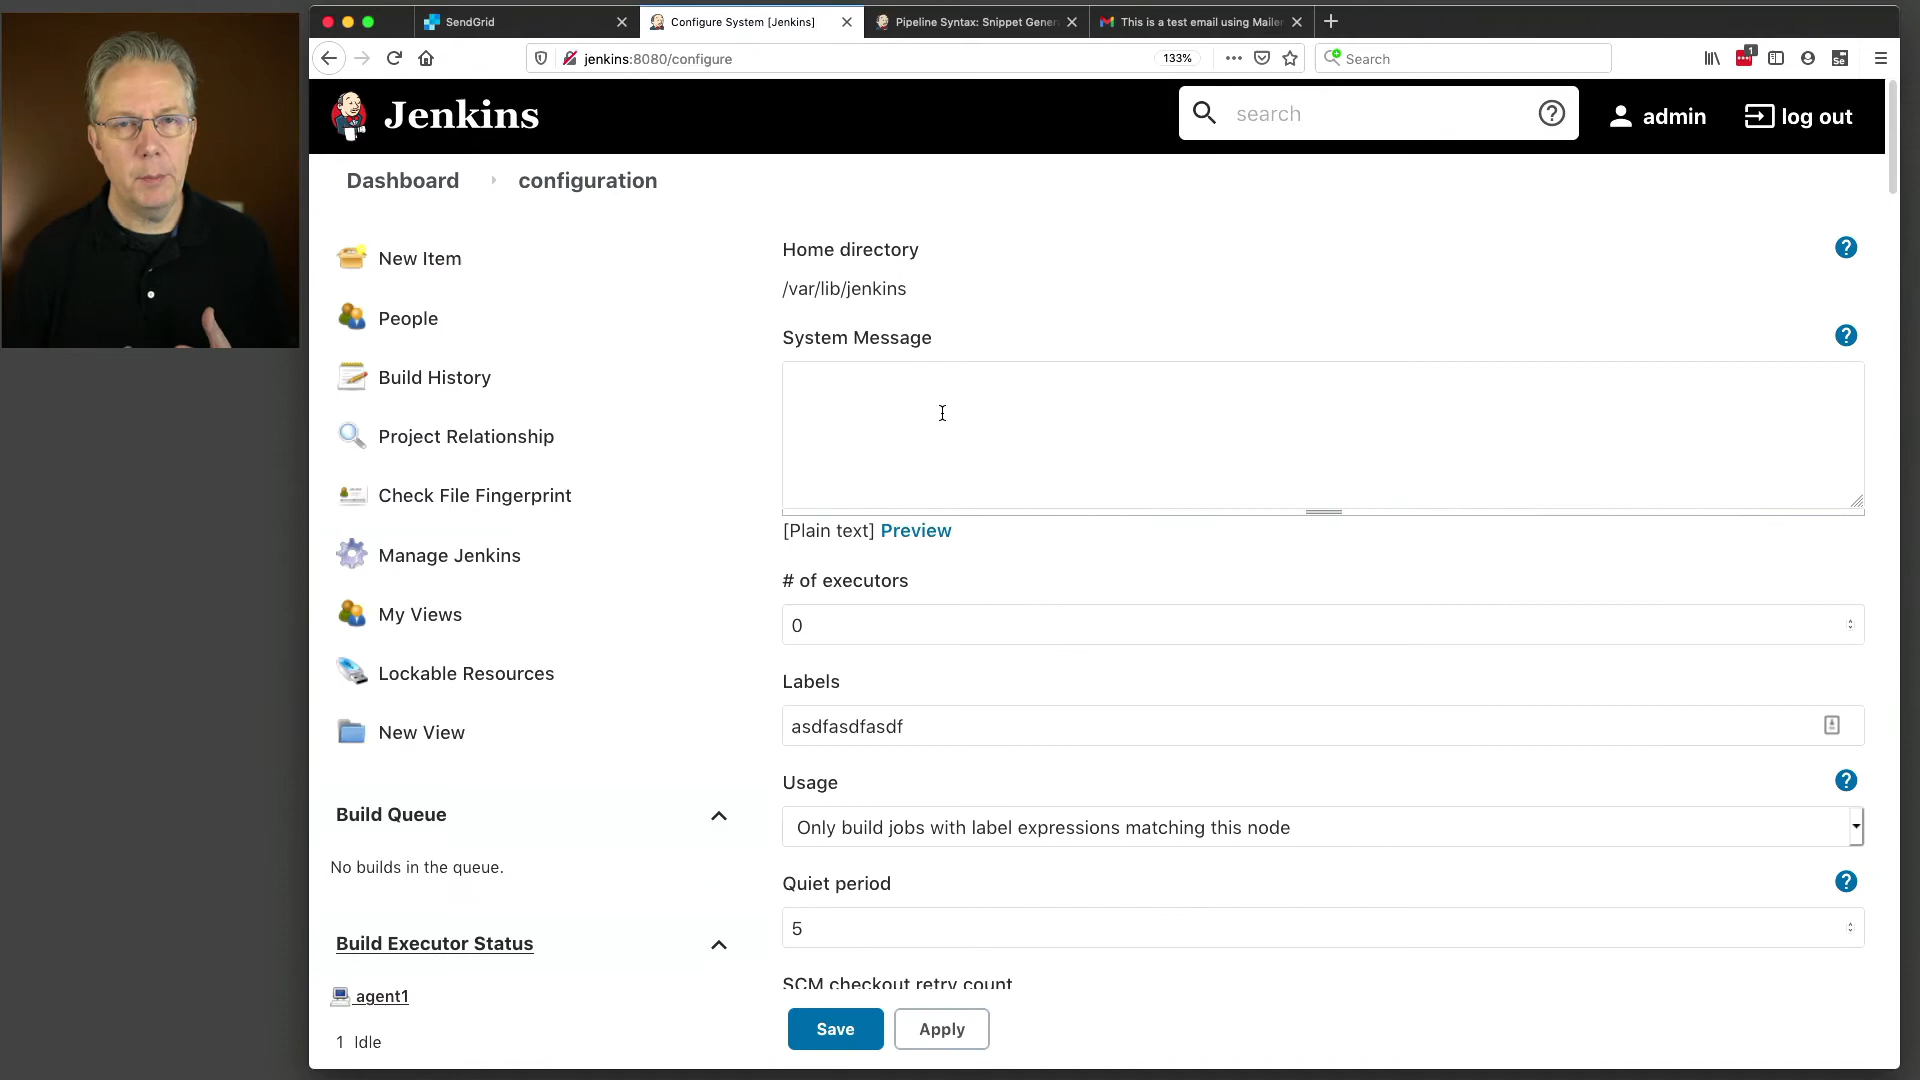 SendGrid
Configure System [Jenkins]
Pipeline Syntax: Snippet Gener
This is a test email using Mailer
jenkins:8080/configure
133%
Search
1
Se
Jenkins
search
admin
log out
Dashboard
configuration
New Item
People
Build History
Project Relationship
Check File Fingerprint
Manage Jenkins
My Views
Lockable Resources
New View
Build Queue
No builds in the queue.
Build Executor Status
agent1
1 Idle
Home directory
/var/lib/jenkins
System Message
[Plain text] Preview
# of executors
0
Labels
asdfasdfasdf
Usage
Only build jobs with label expressions matching this node
Quiet period
5
SCM checkout retry count
Save
Apply